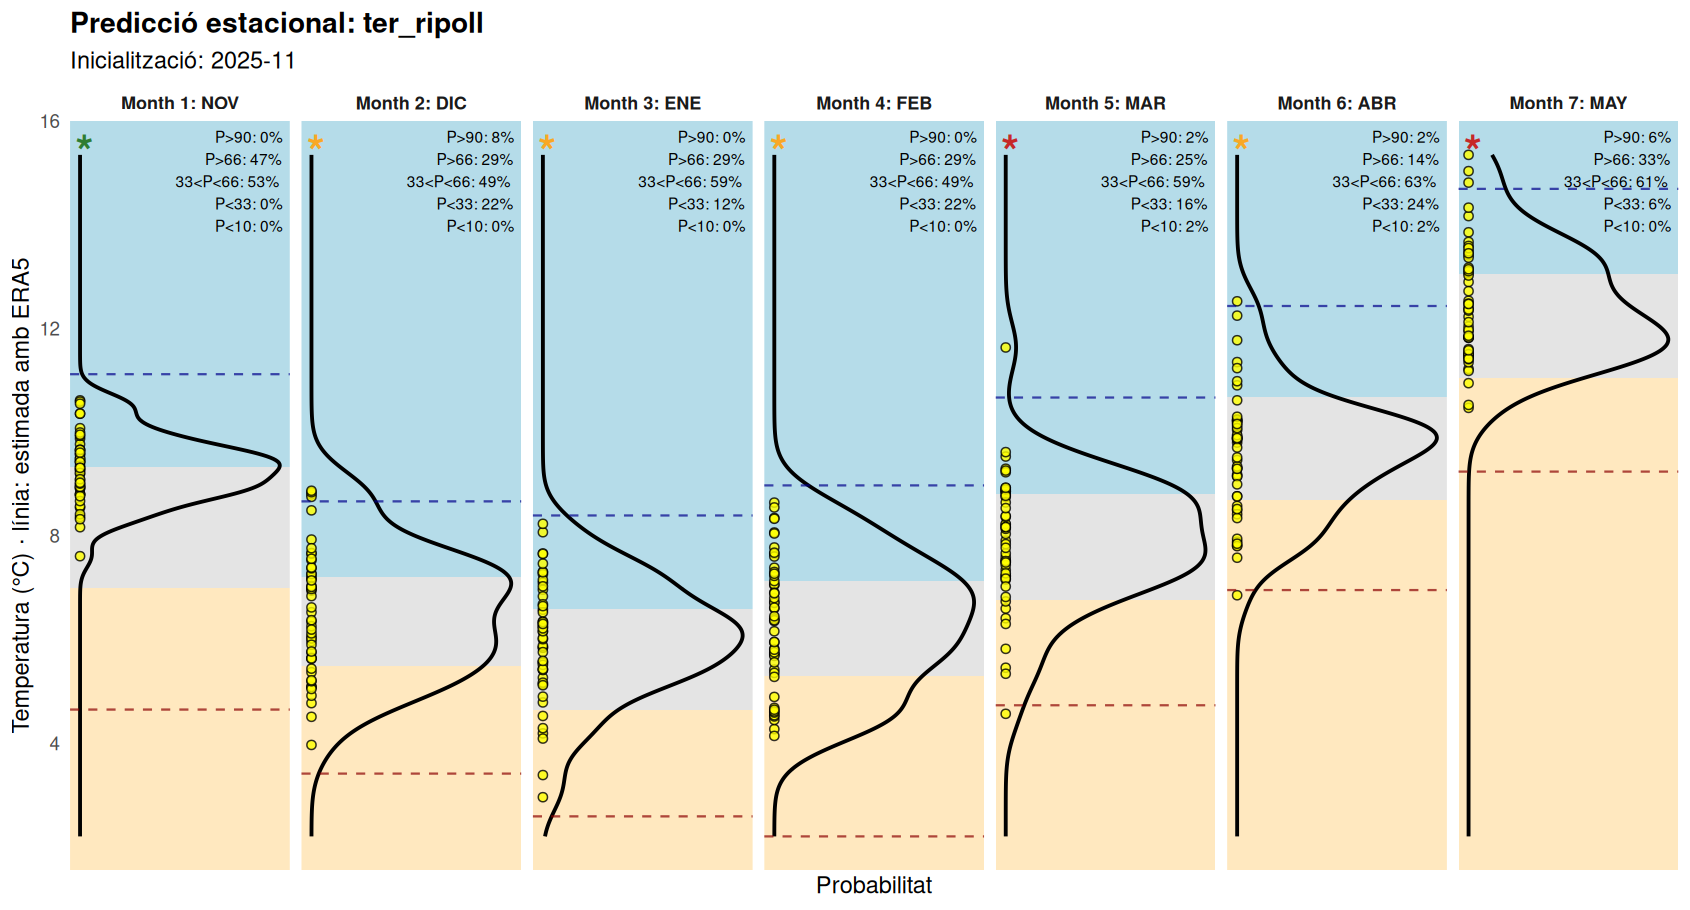 Predicció estacional: ter_ripoll
Inicialització: 2025-11
Month 1: NOV
Month 2: DIC
Month 3: ENE
Month 4: FEB
Month 5: MAR
Month 6: ABR
Month 7: MAY
Temperatura (°C) · línia: estimada amb ERA5
16
12
8
4
*
P>90: 0%
P>66: 47%
33<P<66: 53%
P<33: 0%
P<10: 0%
*
P>90: 8%
P>66: 29%
33<P<66: 49%
P<33: 22%
P<10: 0%
*
P>90: 0%
P>66: 29%
33<P<66: 59%
P<33: 12%
P<10: 0%
*
P>90: 0%
P>66: 29%
33<P<66: 49%
P<33: 22%
P<10: 0%
*
P>90: 2%
P>66: 25%
33<P<66: 59%
P<33: 16%
P<10: 2%
*
P>90: 2%
P>66: 14%
33<P<66: 63%
P<33: 24%
P<10: 2%
*
P>90: 6%
P>66: 33%
33<P<66: 61%
P<33: 6%
P<10: 0%
Probabilitat